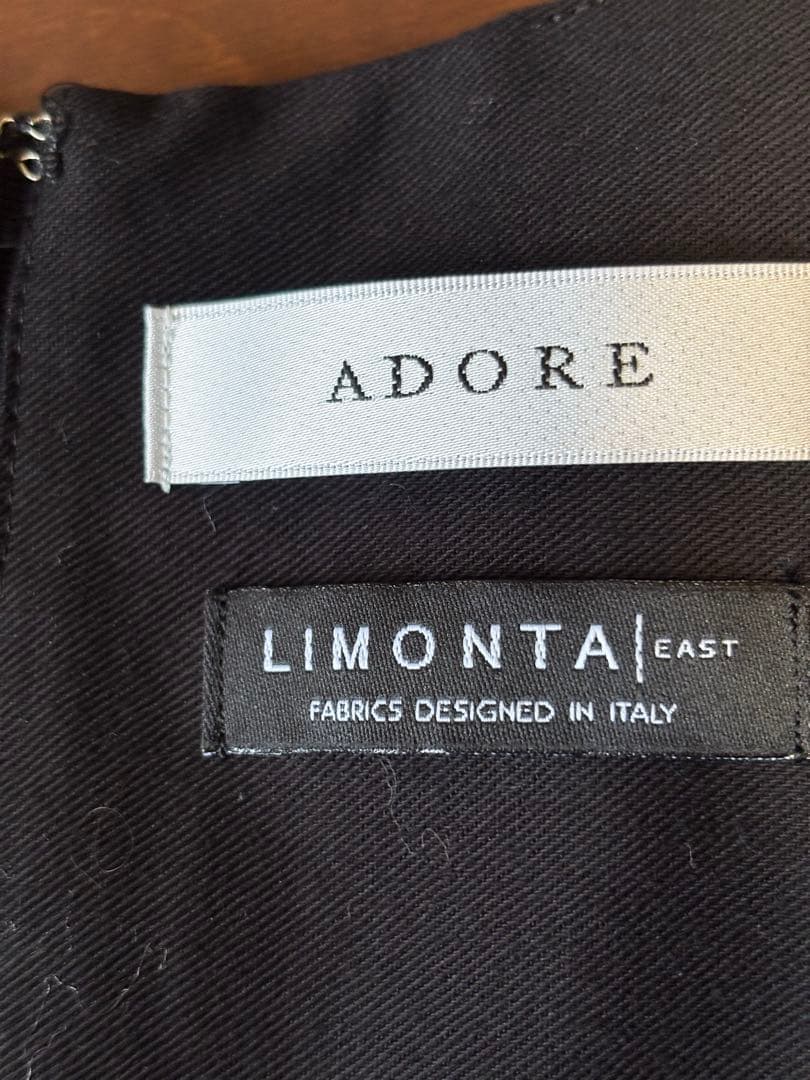 ADORE
LIMONTA|EAST
FABRICS DESIGNED IN ITALY